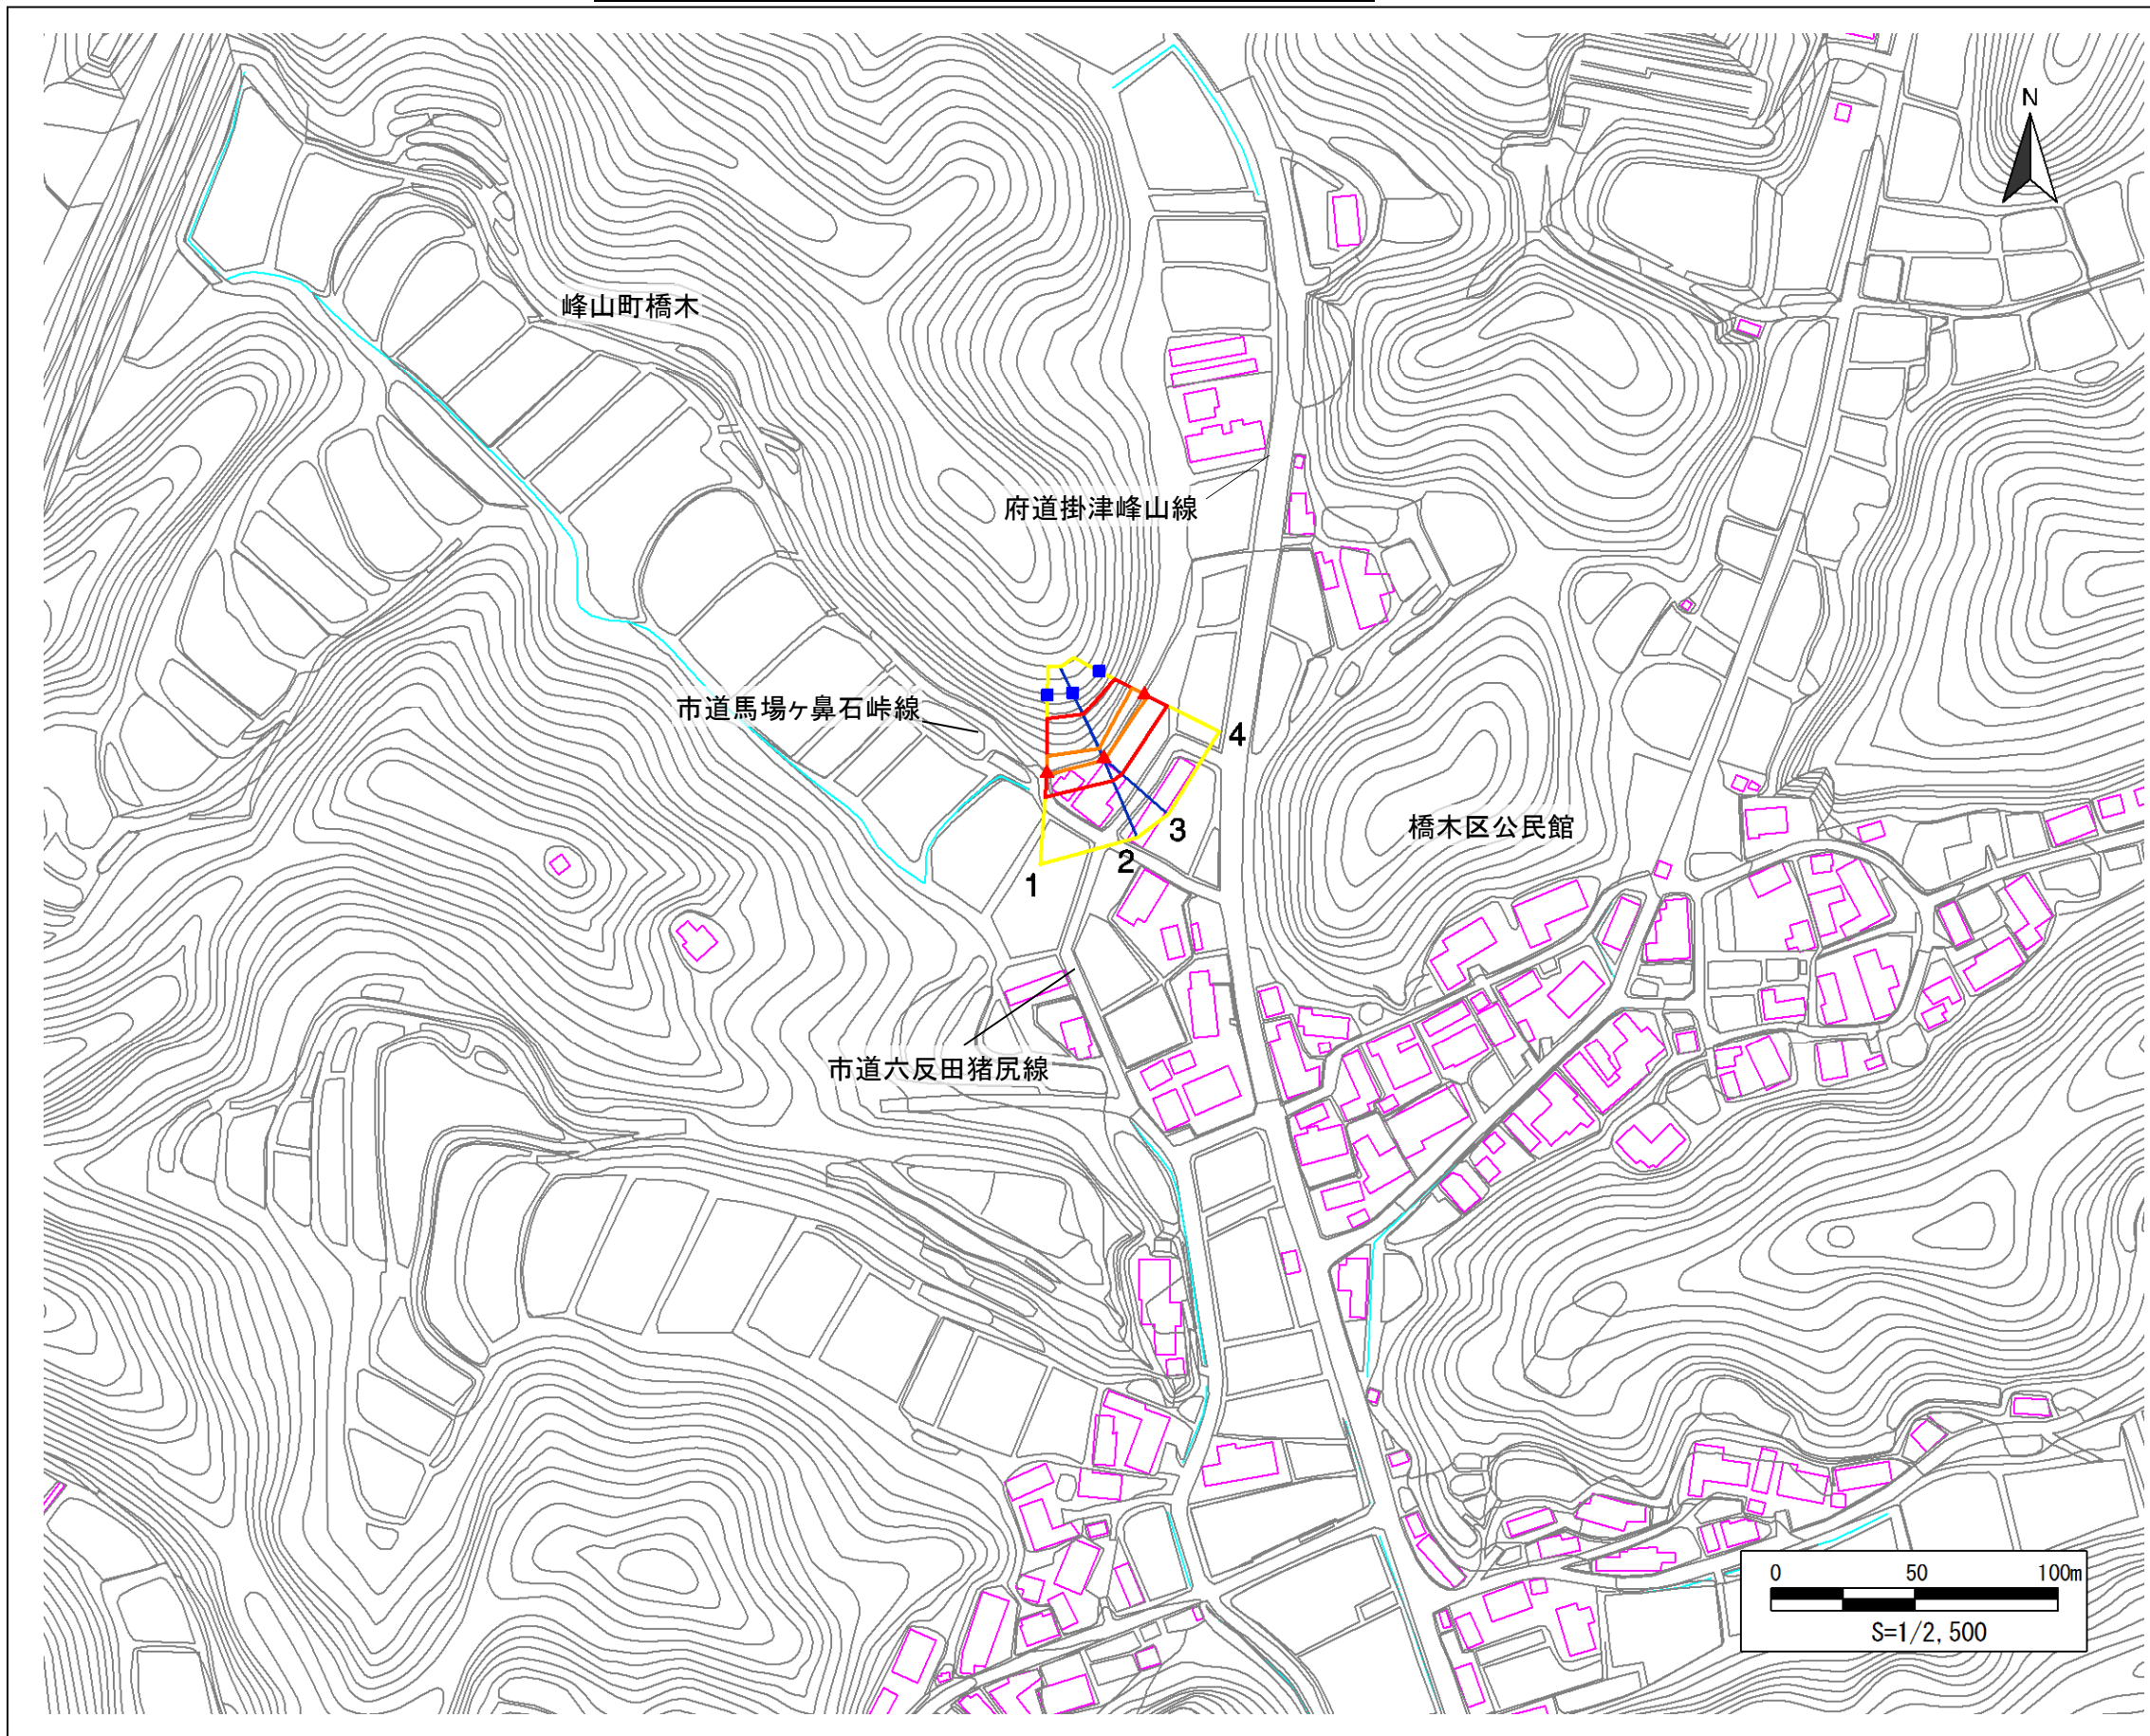 N
峰山町橋木
府道掛津峰山線
市道馬場ヶ鼻石峠線
4
3
橋木区公民館
2
1
市道六反田猪尻線
0 50 100m
S=1/2,500